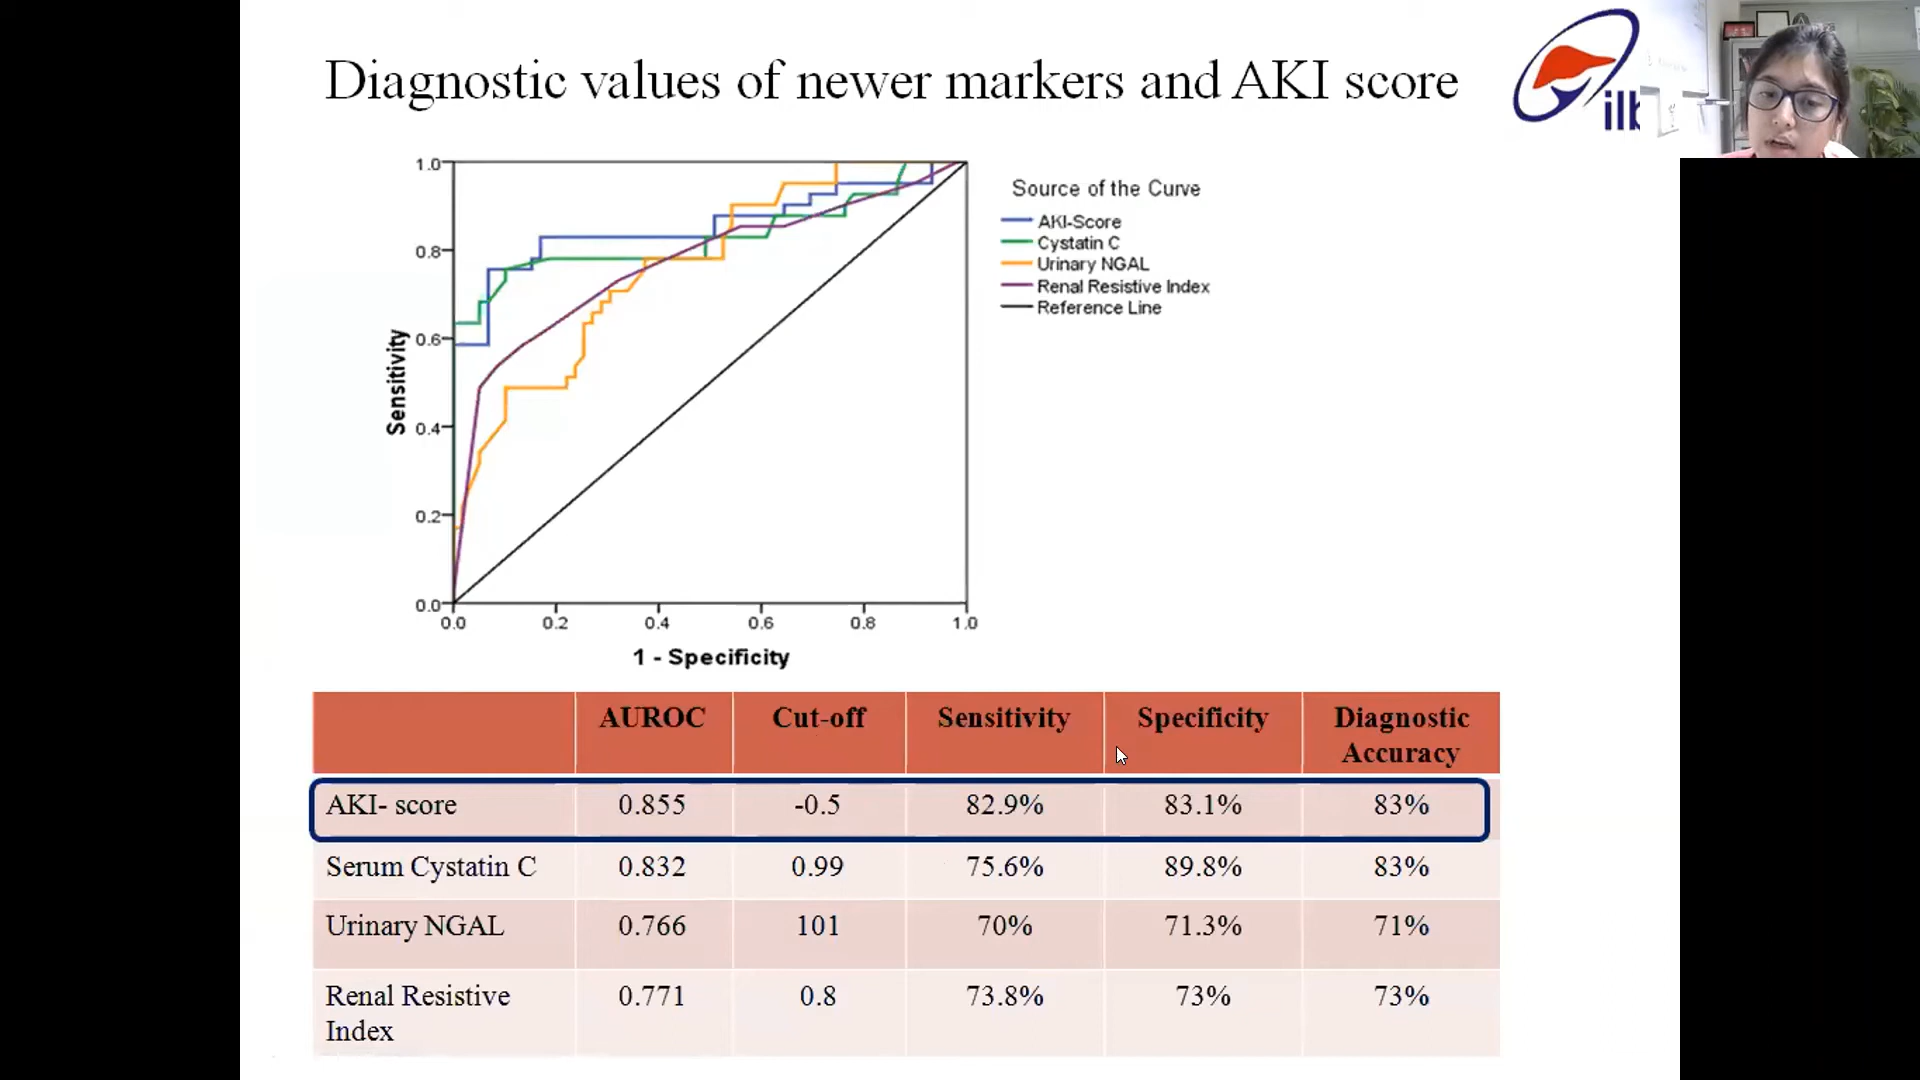 Diagnostic values of newer markers and AKI score
ilb
1.0
0.8
0.6
0.4
0.2
0.0
Sensitivity
0.0 0.2 0.4 0.6 0.8 1.0
1 - Specificity
Source of the Curve
AKI-Score
Cystatin C
Urinary NGAL
Renal Resistive Index
Reference Line
AUROC Cut-off Sensitivity Specificity Diagnostic
Accuracy
AKI- score 0.855 -0.5 82.9% 83.1% 83%
Serum Cystatin C 0.832 0.99 75.6% 89.8% 83%
Urinary NGAL 0.766 101 70% 71.3% 71%
Renal Resistive 0.771 0.8 73.8% 73% 73%
Index